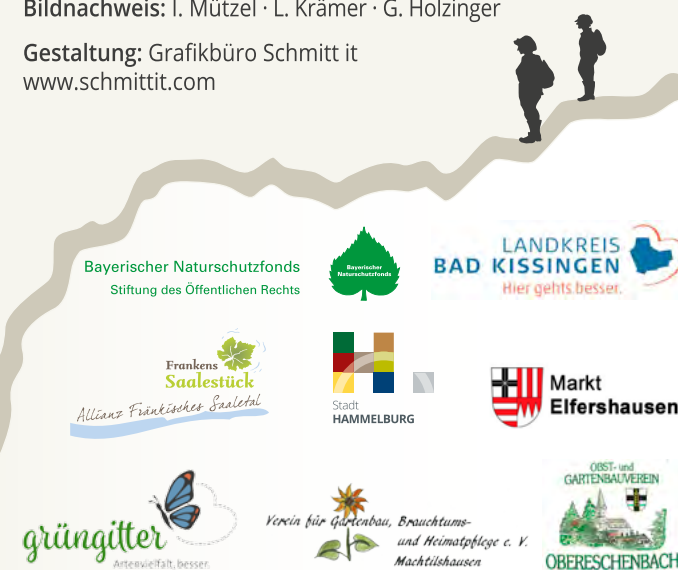 Bildnachweis: I. Mützel · L. Krämer · G. Holzinger
Gestaltung: Grafikbüro Schmitt it
www.schmittit.com
Bayerischer Naturschutzfonds
Stiftung des Öffentlichen Rechts
Bayerischer
Naturschutzfonds
LANDKREIS
BAD KISSINGEN
Hier gehts besser.
Frankens
Saalestück
Allianz Fränkisches Saaletal
Stadt
HAMMELBURG
Markt
Elfershausen
grüngitter
Artenvielfalt, besser.
Verein für Gartenbau, Brauchtums-
und Heimatpflege e. V.
Machtilshausen
OBST- und
GARTENBAUVEREIN
OBERESCHENBACH